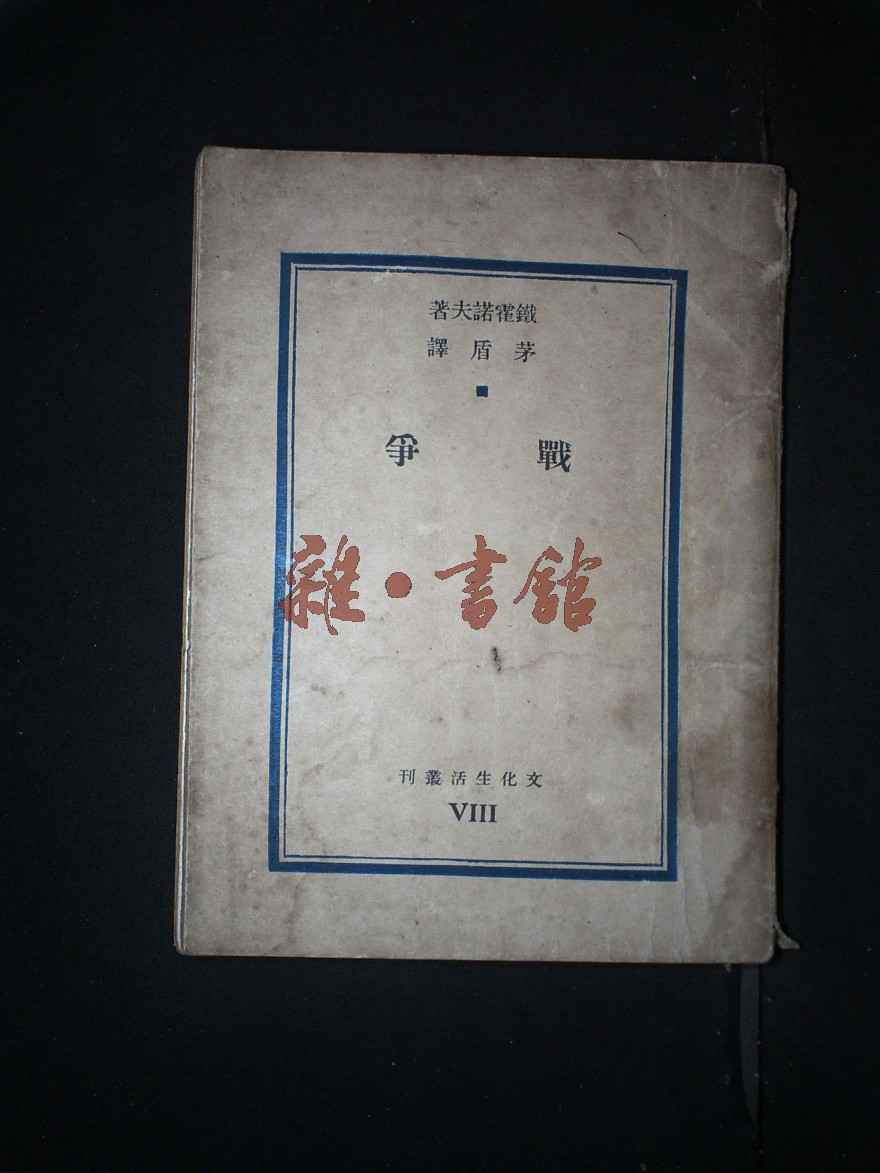 鐵霍諾夫著
茅盾譯
戰爭
雜·書館
文化生活叢刊
VIII